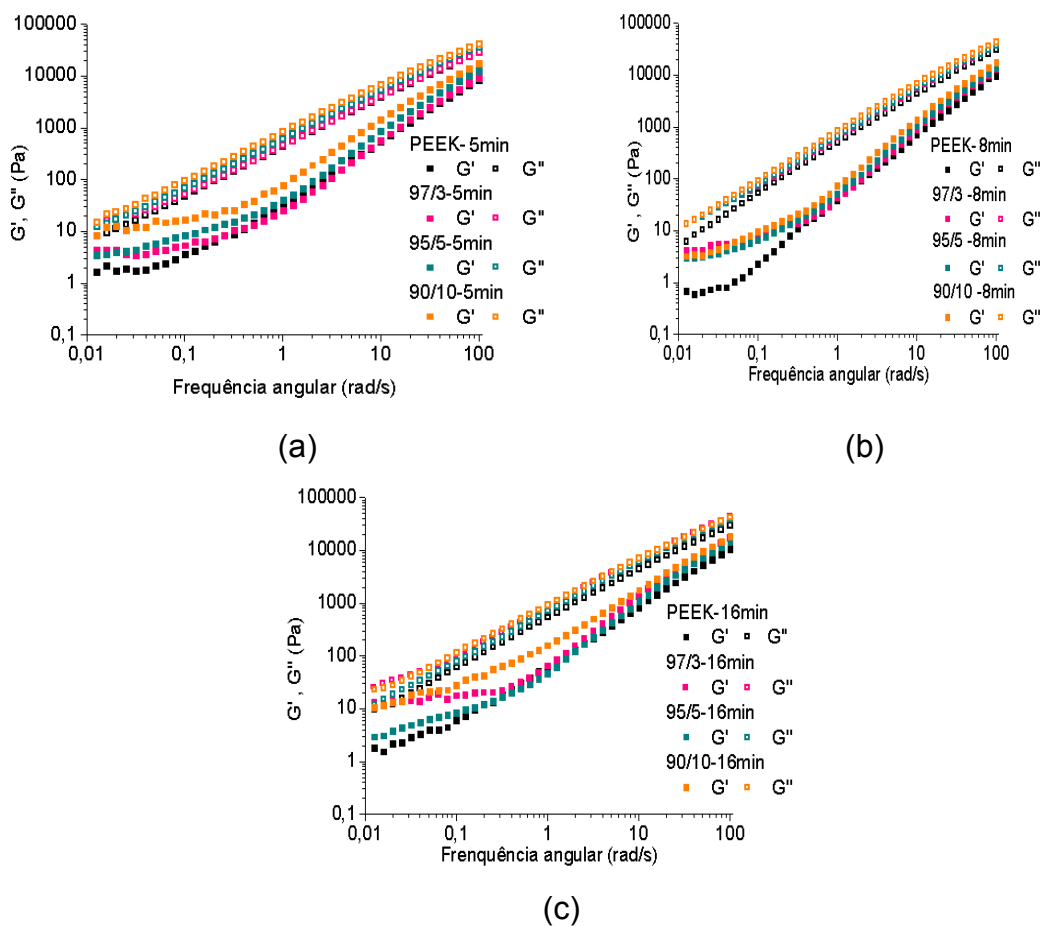 100000
10000
1000
100
10
1
0,1
G', G" (Pa)
0,01 0,1 1 10 100
Frequência angular (rad/s)
PEEK- 5min
G' G"
97/3-5min
G' G"
95/5-5min
G' G"
90/10-5min
G' G"
(a)
100000
10000
1000
100
10
1
0,1
G', G" (Pa)
0,01 0,1 1 10 100
Frequência angular (rad/s)
PEEK-8min
G' G"
97/3 -8min
G' G"
95/5 -8min
G' G"
90/10 -8min
G' G"
(b)
100000
10000
1000
100
10
1
0,1
G' , G" (Pa)
0,01 0,1 1 10 100
Frenquência angular (rad/s)
PEEK-16min
G' G"
97/3-16min
G' G"
95/5-16min
G' G"
90/10-16min
G' G"
(c)